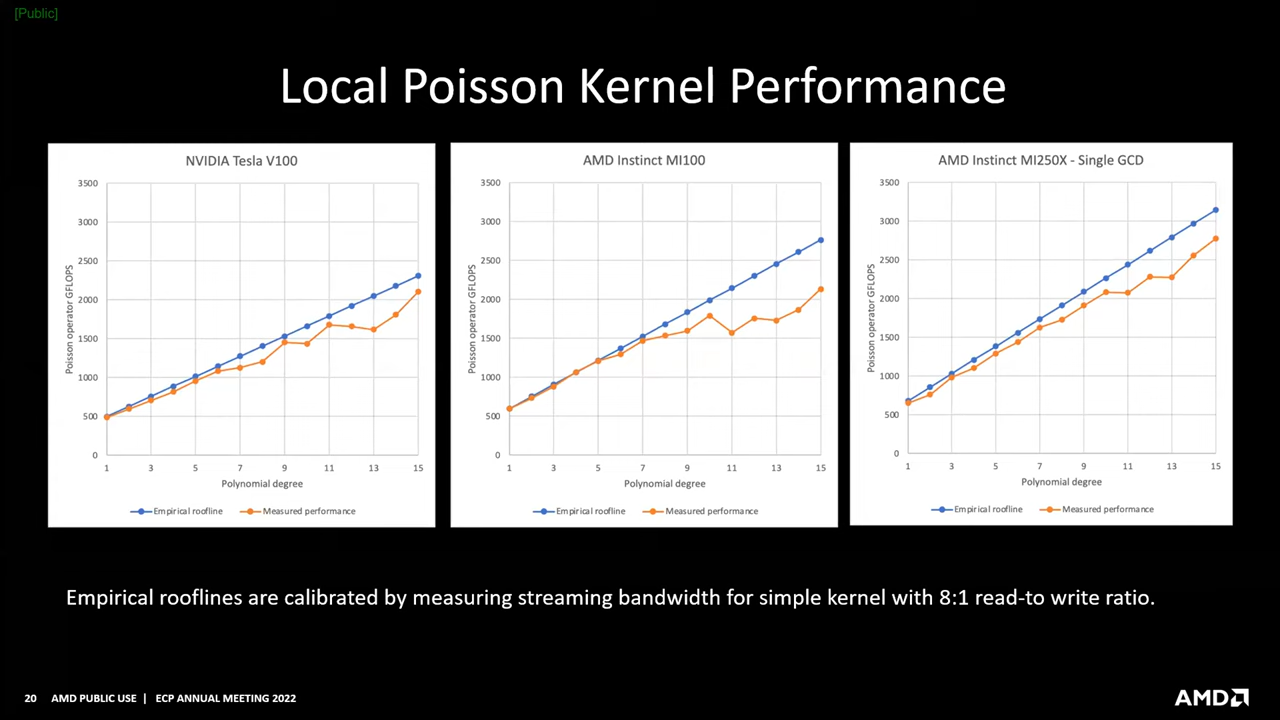 [Public]
Local Poisson Kernel Performance
NVIDIA Tesla V100
3500
3000
2500
2000
1500
1000
500
0
Poisson operator GFLOPS
1 3 5 7 9 11 13 15
Polynomial degree
Empirical roofline Measured performance
AMD Instinct MI100
3500
3000
2500
2000
1500
1000
500
0
Poisson operator GFLOPS
1 3 5 7 9 11 13 15
Polynomial degree
Empirical roofline Measured performance
AMD Instinct MI250X - Single GCD
3500
3000
2500
2000
1500
1000
500
0
Poisson operator GFLOPS
1 3 5 7 9 11 13 15
Polynomial degree
Empirical roofline Measured performance
Empirical rooflines are calibrated by measuring streaming bandwidth for simple kernel with 8:1 read-to write ratio.
20 AMD PUBLIC USE | ECP ANNUAL MEETING 2022
AMD